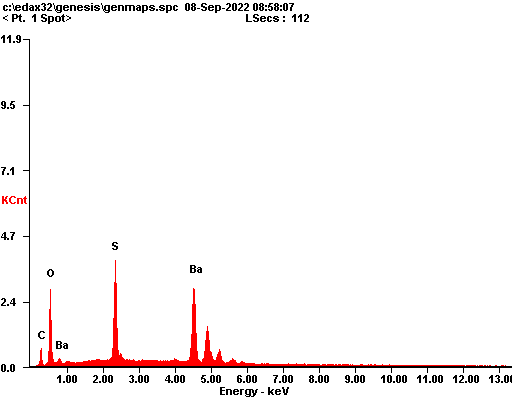 c:\edax32\genesis\genmaps.spc 08-Sep-2022 08:58:07
< Pt. 1 Spot> LSecs : 112
11.9
9.5
7.1
KCnt
4.7
S
Ba
O
2.4
C
Ba
0.0
1.00 2.00 3.00 4.00 5.00 6.00 7.00 8.00 9.00 10.00 11.00 12.00 13.00
Energy - keV